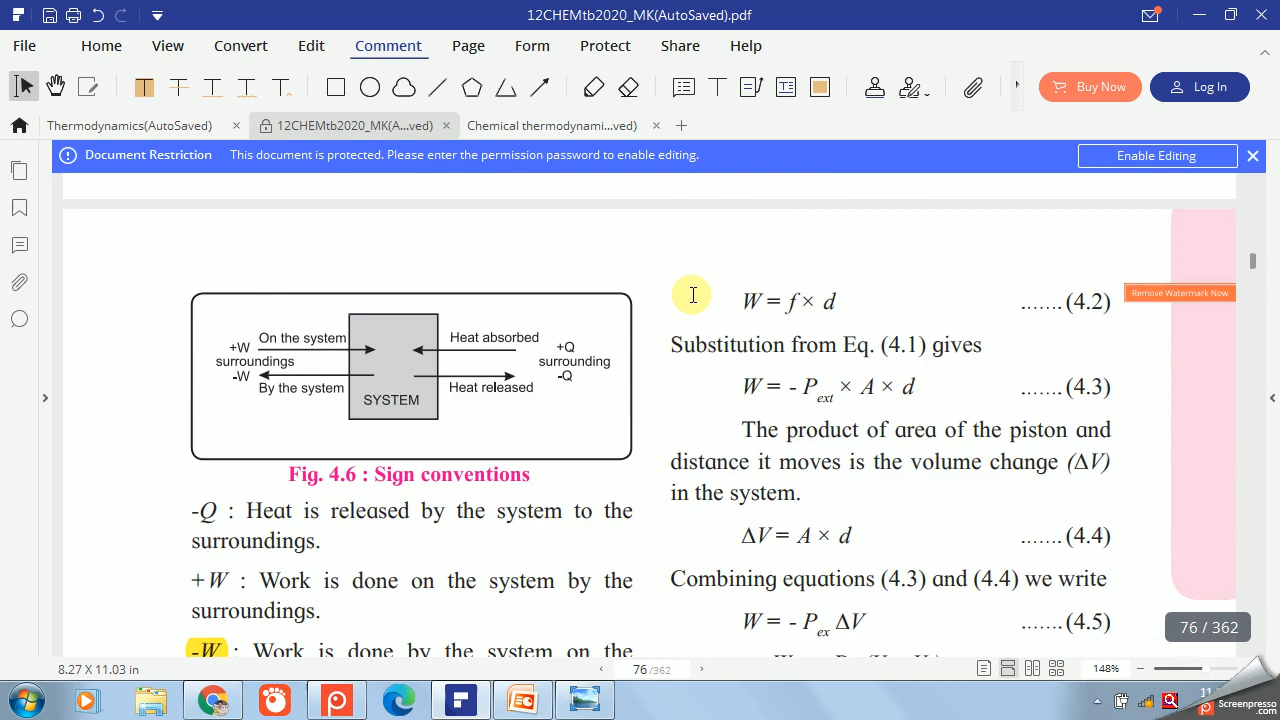 12CHEMtb2020_MK(AutoSaved).pdf
File Home View Convert Edit Comment Page Form Protect Share Help
Buy Now
Log In
Thermodynamics(AutoSaved) ×
12CHEMtb2020_MK(A...ved) ×
Chemical thermodynami...ved) × +
Document Restriction This document is protected. Please enter the permission password to enable editing.
Enable Editing
On the system
+W
surroundings
-W
By the system
SYSTEM
Heat absorbed
+Q
surrounding
-Q
Heat released
Fig. 4.6 : Sign conventions
-Q : Heat is released by the system to the
surroundings.
+W : Work is done on the system by the
surroundings.
-W : Work is done by the system on the
W = f × d ....... (4.2)
Remove Watermark Now
Substitution from Eq. (4.1) gives
W = - P_ext × A × d ....... (4.3)
The product of area of the piston and
distance it moves is the volume change (ΔV)
in the system.
ΔV = A × d ....... (4.4)
Combining equations (4.3) and (4.4) we write
W = - P_ex ΔV ....... (4.5)
76 / 362
8.27 X 11.03 in
76 /362
148%
Screenpresso
.com